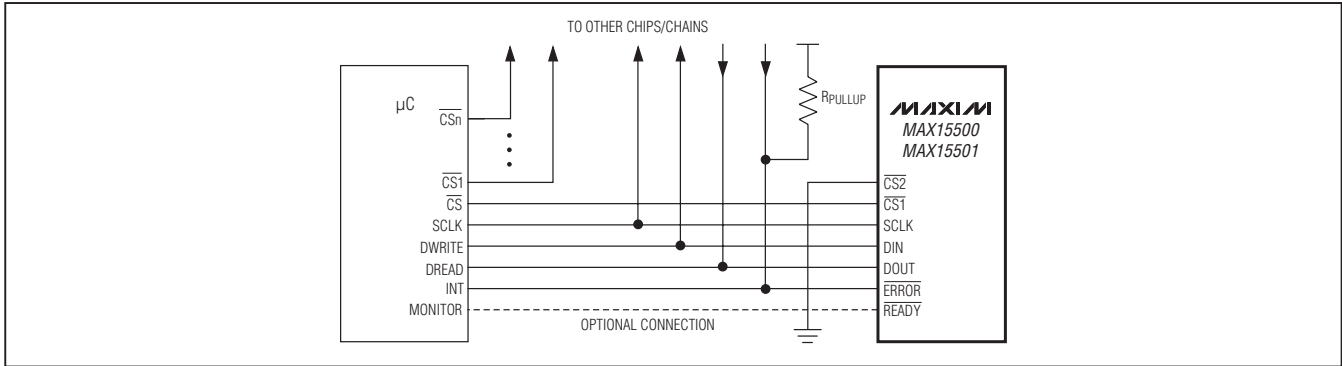 TO OTHER CHIPS/CHAINS
µC
CSn
CS1
CS
SCLK
DWRITE
DREAD
INT
MONITOR
RPULLUP
OPTIONAL CONNECTION
MAXIM
MAX15500
MAX15501
CS2
CS1
SCLK
DIN
DOUT
ERROR
READY